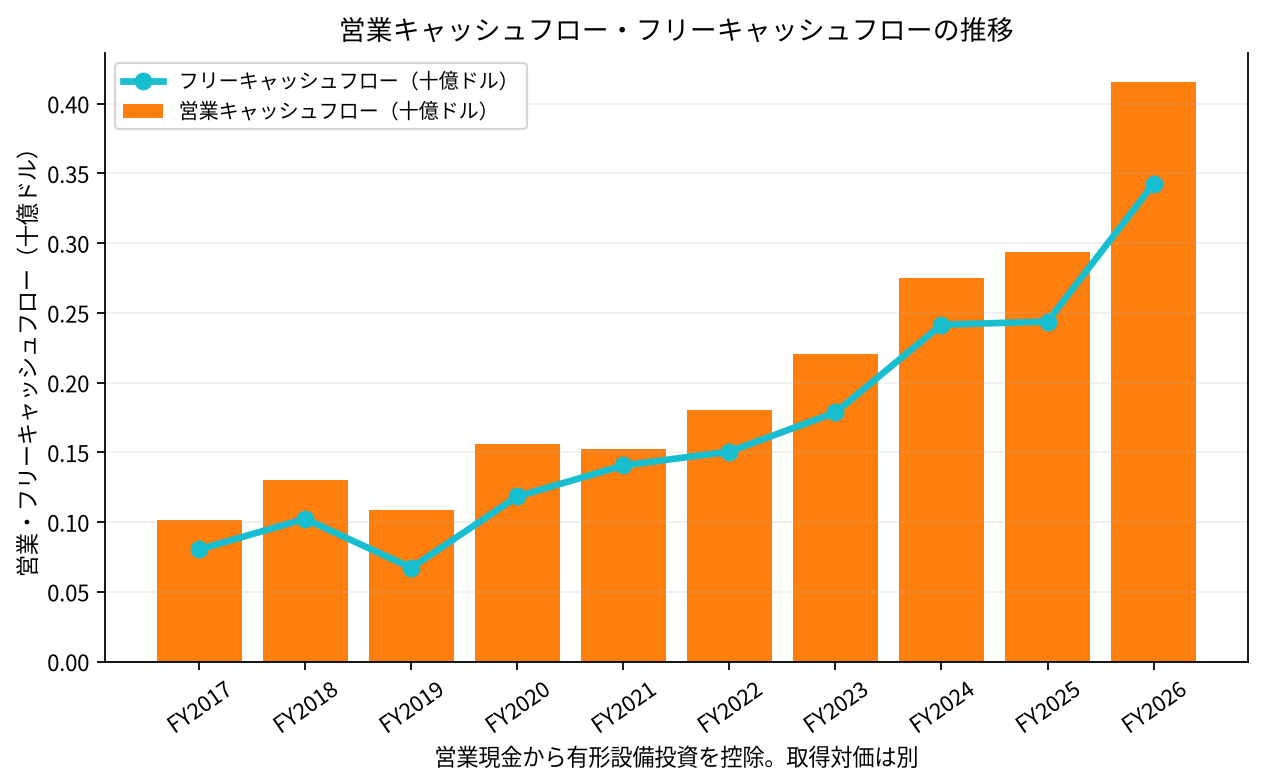 営業キャッシュフロー・フリーキャッシュフローの推移
フリーキャッシュフロー（十億ドル）
営業キャッシュフロー（十億ドル）
営業・フリーキャッシュフロー（十億ドル）
0.40
0.35
0.30
0.25
0.20
0.15
0.10
0.05
0.00
FY2017
FY2018
FY2019
FY2020
FY2021
FY2022
FY2023
FY2024
FY2025
FY2026
営業現金から有形設備投資を控除。取得対価は別